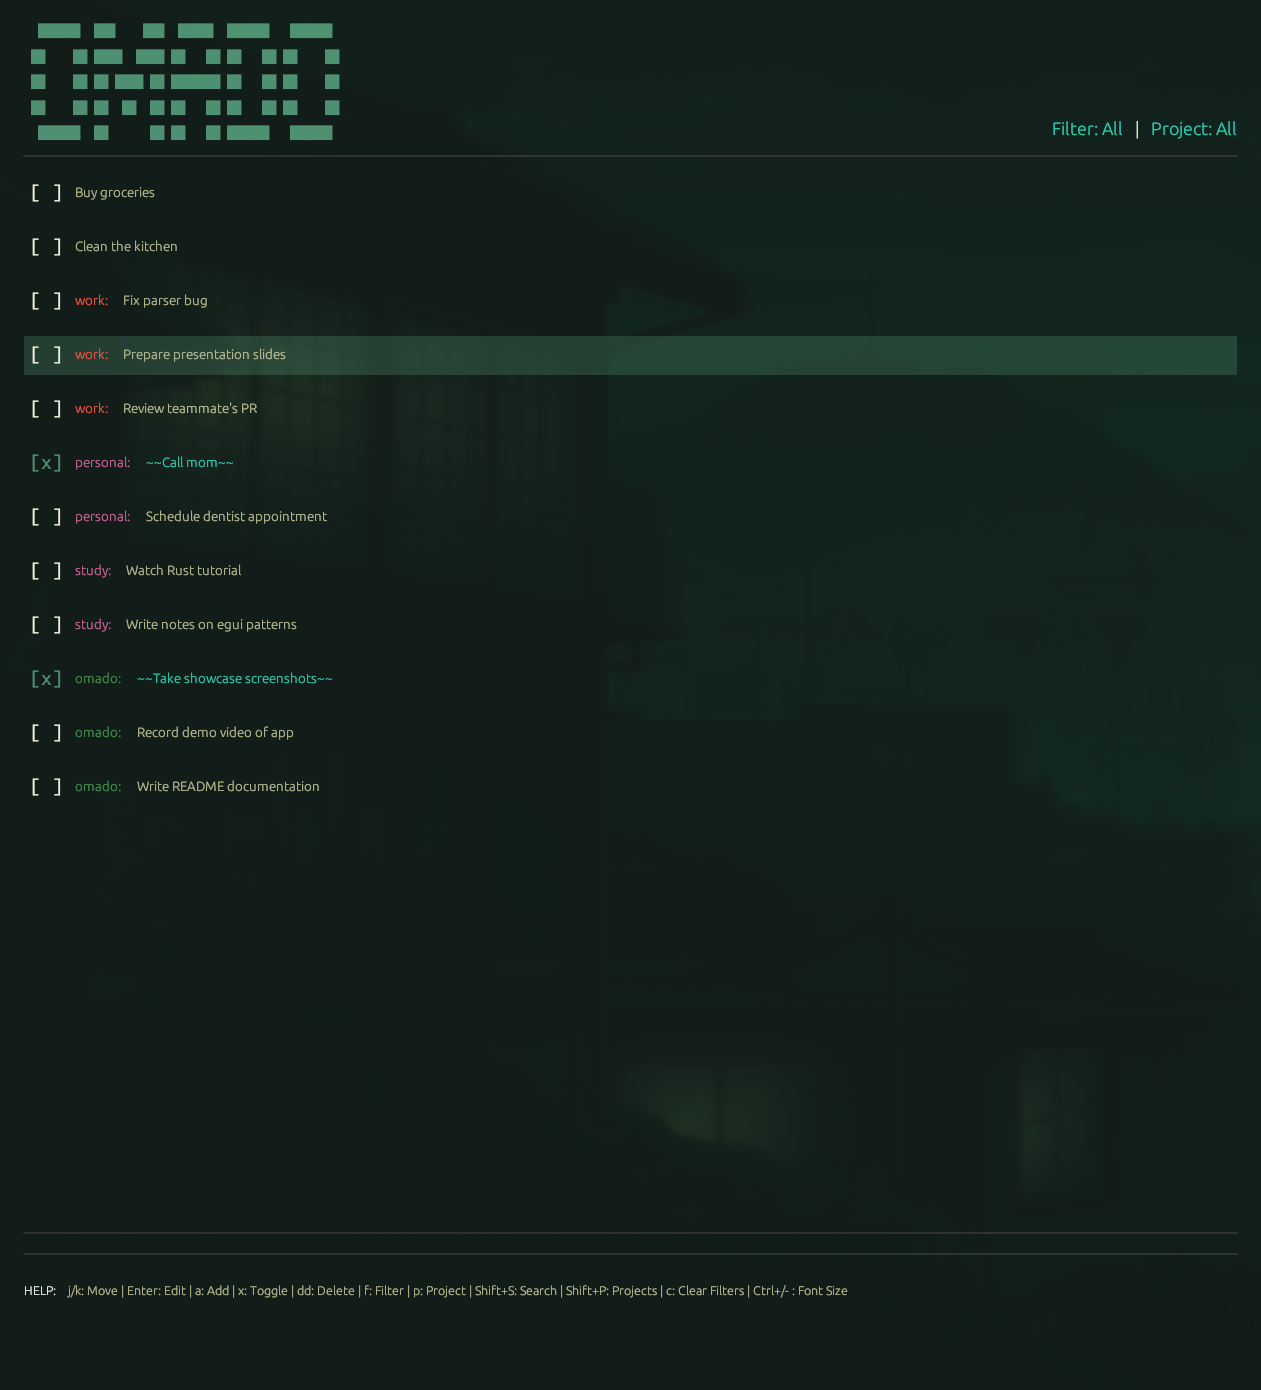 OMADO
Filter: All | Project: All
[ ] Buy groceries
[ ] Clean the kitchen
[ ] work: Fix parser bug
[ ] work: Prepare presentation slides
[ ] work: Review teammate's PR
[x] personal: ~~Call mom~~
[ ] personal: Schedule dentist appointment
[ ] study: Watch Rust tutorial
[ ] study: Write notes on egui patterns
[x] omado: ~~Take showcase screenshots~~
[ ] omado: Record demo video of app
[ ] omado: Write README documentation
HELP: j/k: Move | Enter: Edit | a: Add | x: Toggle | dd: Delete | f: Filter | p: Project | Shift+S: Search | Shift+P: Projects | c: Clear Filters | Ctrl+/- : Font Size